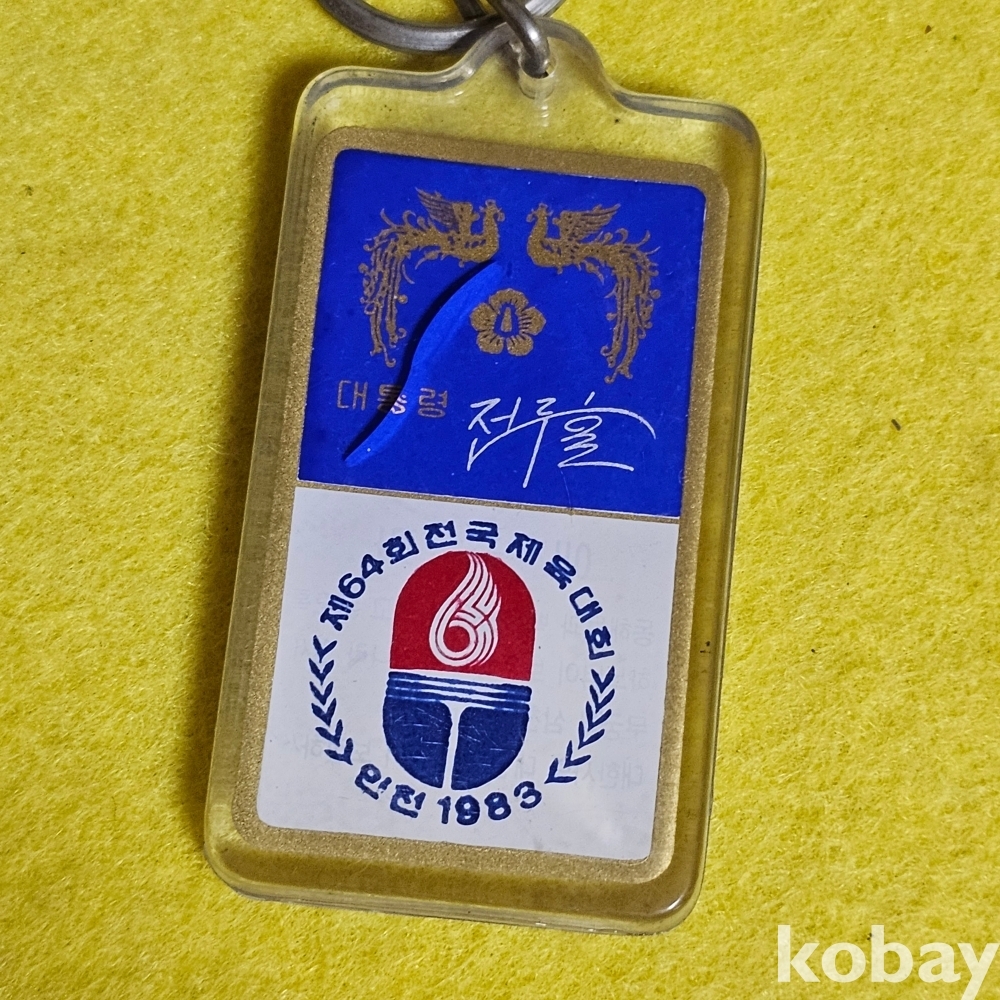 대통령 전두환
제64회전국체육대회
인천 1983
kobay